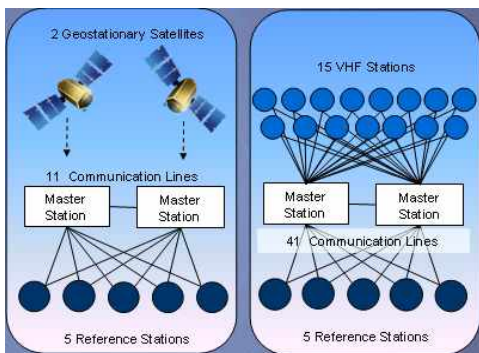 2 Geostationary Satellites
11 Communication Lines
Master
Station
Master
Station
5 Reference Stations
15 VHF Stations
Master
Station
Master
Station
41 Communication Lines
5 Reference Stations